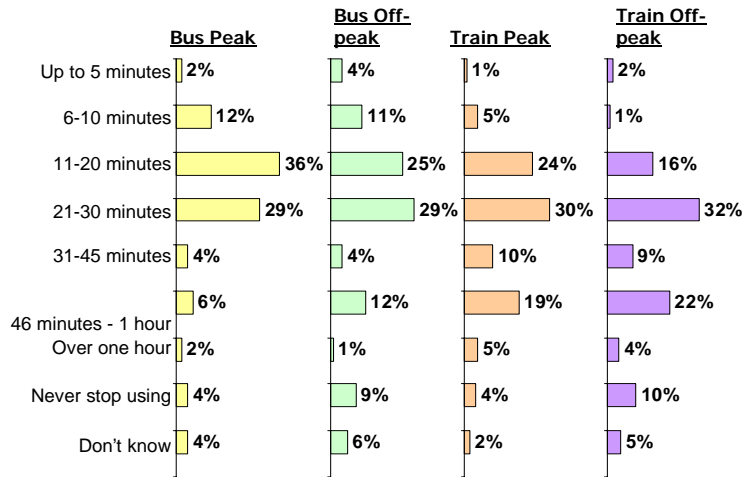 Bus Peak
Bus Off-
peak
Train Peak
Train Off-
peak
Up to 5 minutes 2% 4% 1% 2%
6-10 minutes 12% 11% 5% 1%
11-20 minutes 36% 25% 24% 16%
21-30 minutes 29% 29% 30% 32%
31-45 minutes 4% 4% 10% 9%
6% 12% 19% 22%
46 minutes - 1 hour
Over one hour 2% 1% 5% 4%
Never stop using 4% 9% 4% 10%
Don't know 4% 6% 2% 5%